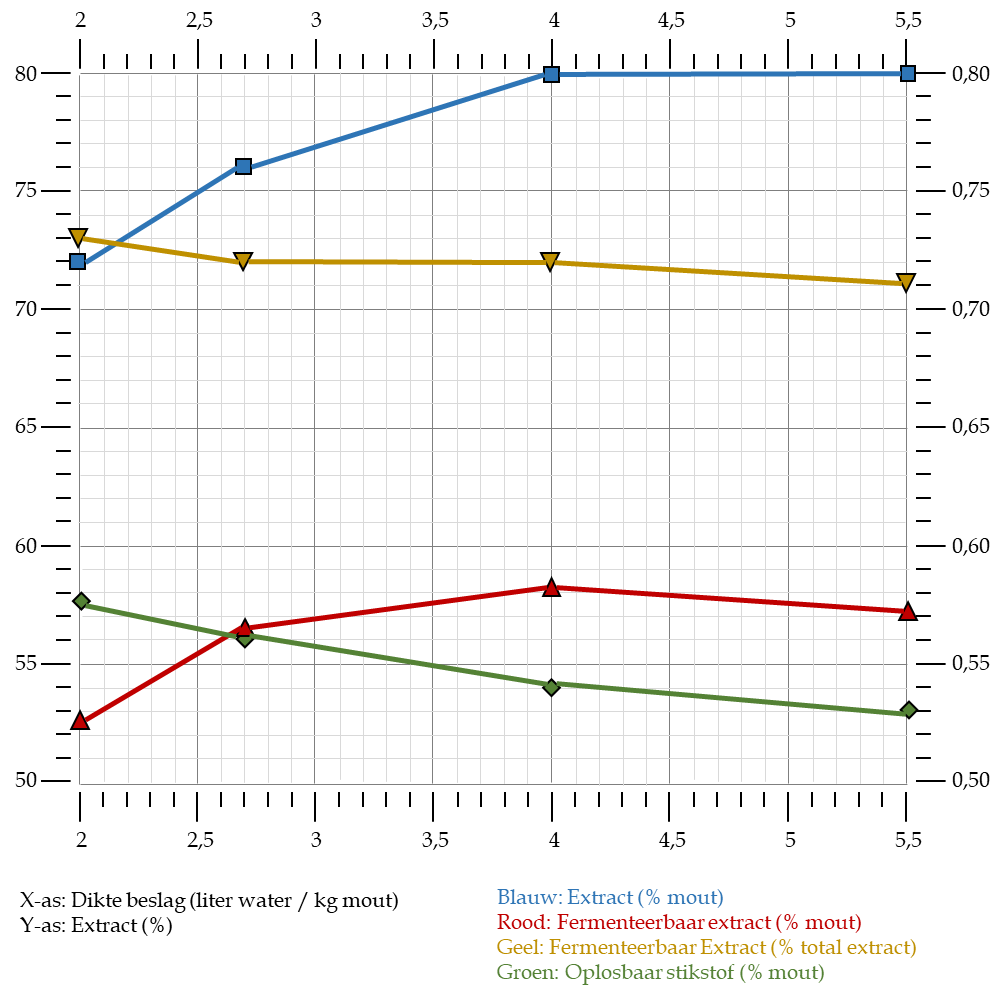 2 2,5 3 3,5 4 4,5 5 5,5
80 0,80
75 0,75
70 0,70
65 0,65
60 0,60
55 0,55
50 0,50
2 2,5 3 3,5 4 4,5 5 5,5
X-as: Dikte beslag (liter water / kg mout)
Y-as: Extract (%)
Blauw: Extract (% mout)
Rood: Fermenteerbaar extract (% mout)
Geel: Fermenteerbaar Extract (% total extract)
Groen: Oplosbaar stikstof (% mout)